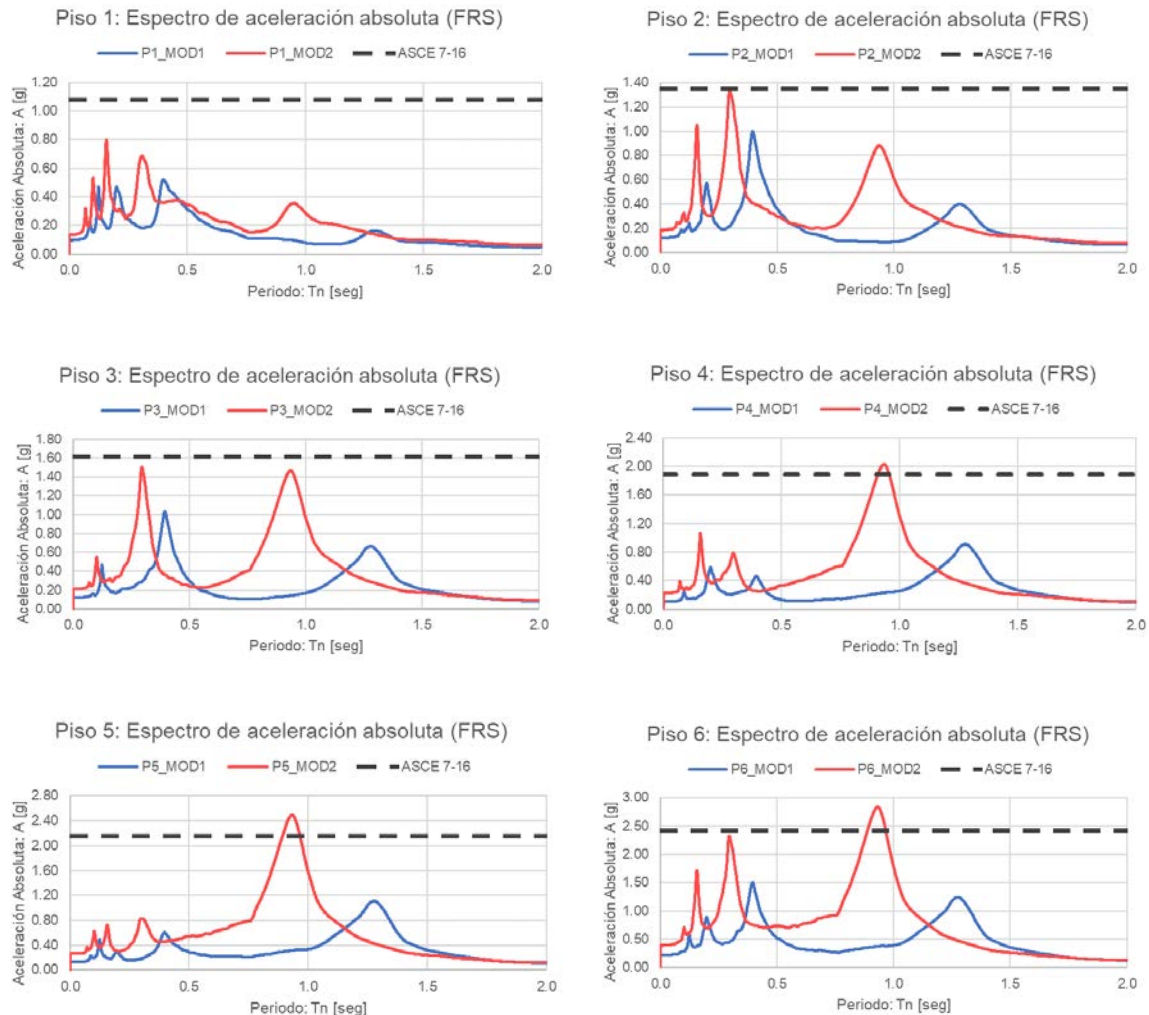 Piso 1: Espectro de aceleración absoluta (FRS)
P1_MOD1 P1_MOD2 ASCE 7-16
Aceleración Absoluta: A [g]
1.20
1.00
0.80
0.60
0.40
0.20
0.00
0.0 0.5 1.0 1.5 2.0
Periodo: Tn [seg]
Piso 2: Espectro de aceleración absoluta (FRS)
P2_MOD1 P2_MOD2 ASCE 7-16
Aceleración Absoluta: A [g]
1.40
1.20
1.00
0.80
0.60
0.40
0.20
0.00
0.0 0.5 1.0 1.5 2.0
Periodo: Tn [seg]
Piso 3: Espectro de aceleración absoluta (FRS)
P3_MOD1 P3_MOD2 ASCE 7-16
Aceleración Absoluta: A [g]
1.80
1.60
1.40
1.20
1.00
0.80
0.60
0.40
0.20
0.00
0.0 0.5 1.0 1.5 2.0
Periodo: Tn [seg]
Piso 4: Espectro de aceleración absoluta (FRS)
P4_MOD1 P4_MOD2 ASCE 7-16
Aceleración Absoluta: A [g]
2.40
2.00
1.60
1.20
0.80
0.40
0.00
0.0 0.5 1.0 1.5 2.0
Periodo: Tn [seg]
Piso 5: Espectro de aceleración absoluta (FRS)
P5_MOD1 P5_MOD2 ASCE 7-16
Aceleración Absoluta: A [g]
2.80
2.40
2.00
1.60
1.20
0.80
0.40
0.00
0.0 0.5 1.0 1.5 2.0
Periodo: Tn [seg]
Piso 6: Espectro de aceleración absoluta (FRS)
P6_MOD1 P6_MOD2 ASCE 7-16
Aceleración Absoluta: A [g]
3.00
2.50
2.00
1.50
1.00
0.50
0.00
0.0 0.5 1.0 1.5 2.0
Periodo: Tn [seg]